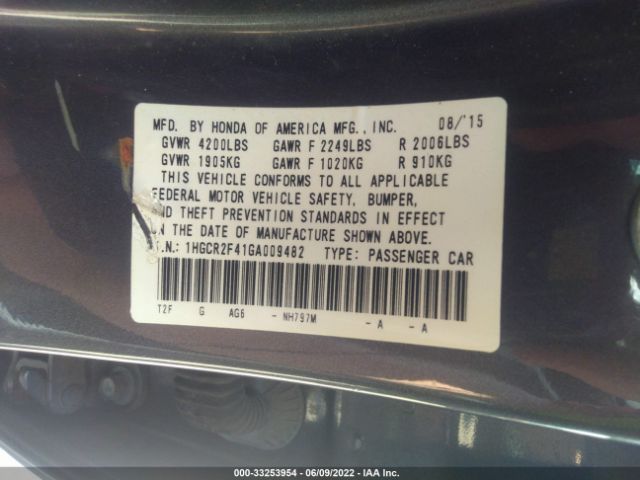 MFD. BY HONDA OF AMERICA MFG., INC. 08/'15
GVWR 4200LBS GAWR F 2249LBS R 2006LBS
GVWR 1905KG GAWR F 1020KG R 910KG
THIS VEHICLE CONFORMS TO ALL APPLICABLE
FEDERAL MOTOR VEHICLE SAFETY, BUMPER,
AND THEFT PREVENTION STANDARDS IN EFFECT
ON THE DATE OF MANUFACTURE SHOWN ABOVE.
V.I.N.: 1HGCR2F41GA009482 TYPE: PASSENGER CAR
T2F G AG6 - NH797M - A - A
000-33253954 | 06/09/2022 | IAA Inc.